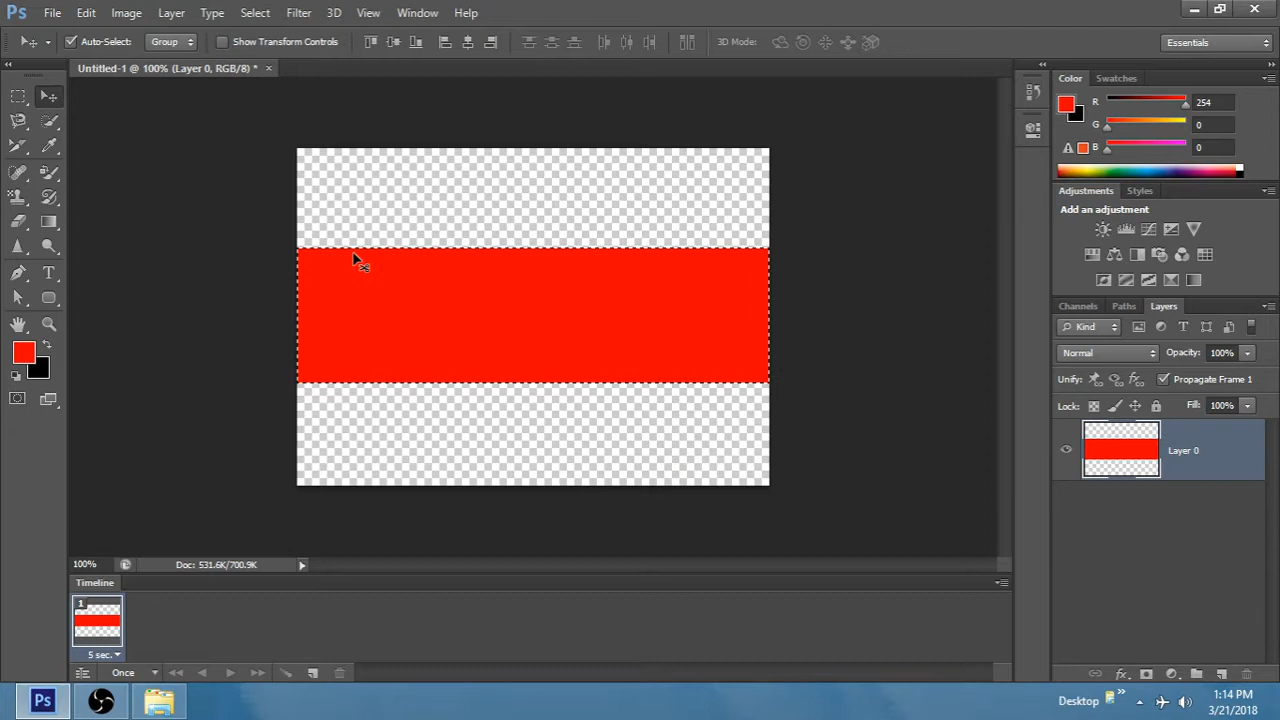 Ps File Edit Image Layer Type Select Filter 3D View Window Help
Auto-Select: Group Show Transform Controls 3D Mode: Essentials
Untitled-1 @ 100% (Layer 0, RGB/8) * ×
Color Swatches
R 254
G 0
B 0
Adjustments Styles
Add an adjustment
Channels Paths Layers
Kind
Normal Opacity: 100%
Unify: Propagate Frame 1
Lock: Fill: 100%
Layer 0
100% Doc: 531.6K/700.9K
Timeline
1
5 sec.
Once
Ps Desktop 1:14 PM
3/21/2018